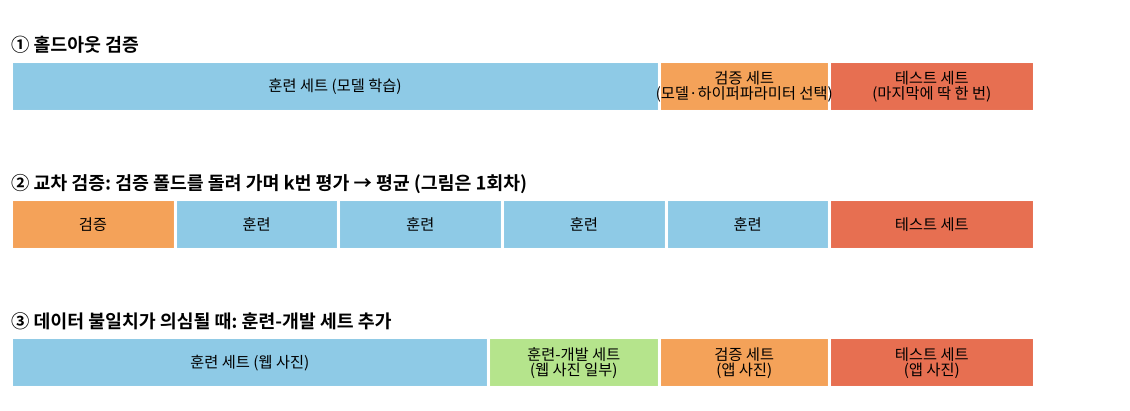 ① 홀드아웃 검증
훈련 세트 (모델 학습)
검증 세트
(모델·하이퍼파라미터 선택)
테스트 세트
(마지막에 딱 한 번)
② 교차 검증: 검증 폴드를 돌려 가며 k번 평가 → 평균 (그림은 1회차)
검증
훈련
훈련
훈련
훈련
테스트 세트
③ 데이터 불일치가 의심될 때: 훈련-개발 세트 추가
훈련 세트 (웹 사진)
훈련-개발 세트
(웹 사진 일부)
검증 세트
(앱 사진)
테스트 세트
(앱 사진)